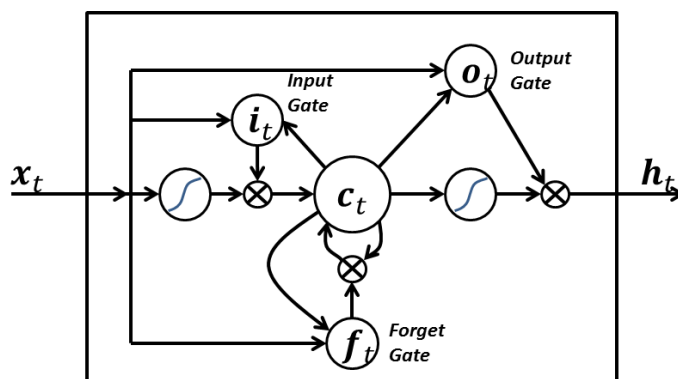 Input
Gate
Output
Gate
o_t
i_t
x_t
c_t
h_t
f_t
Forget
Gate